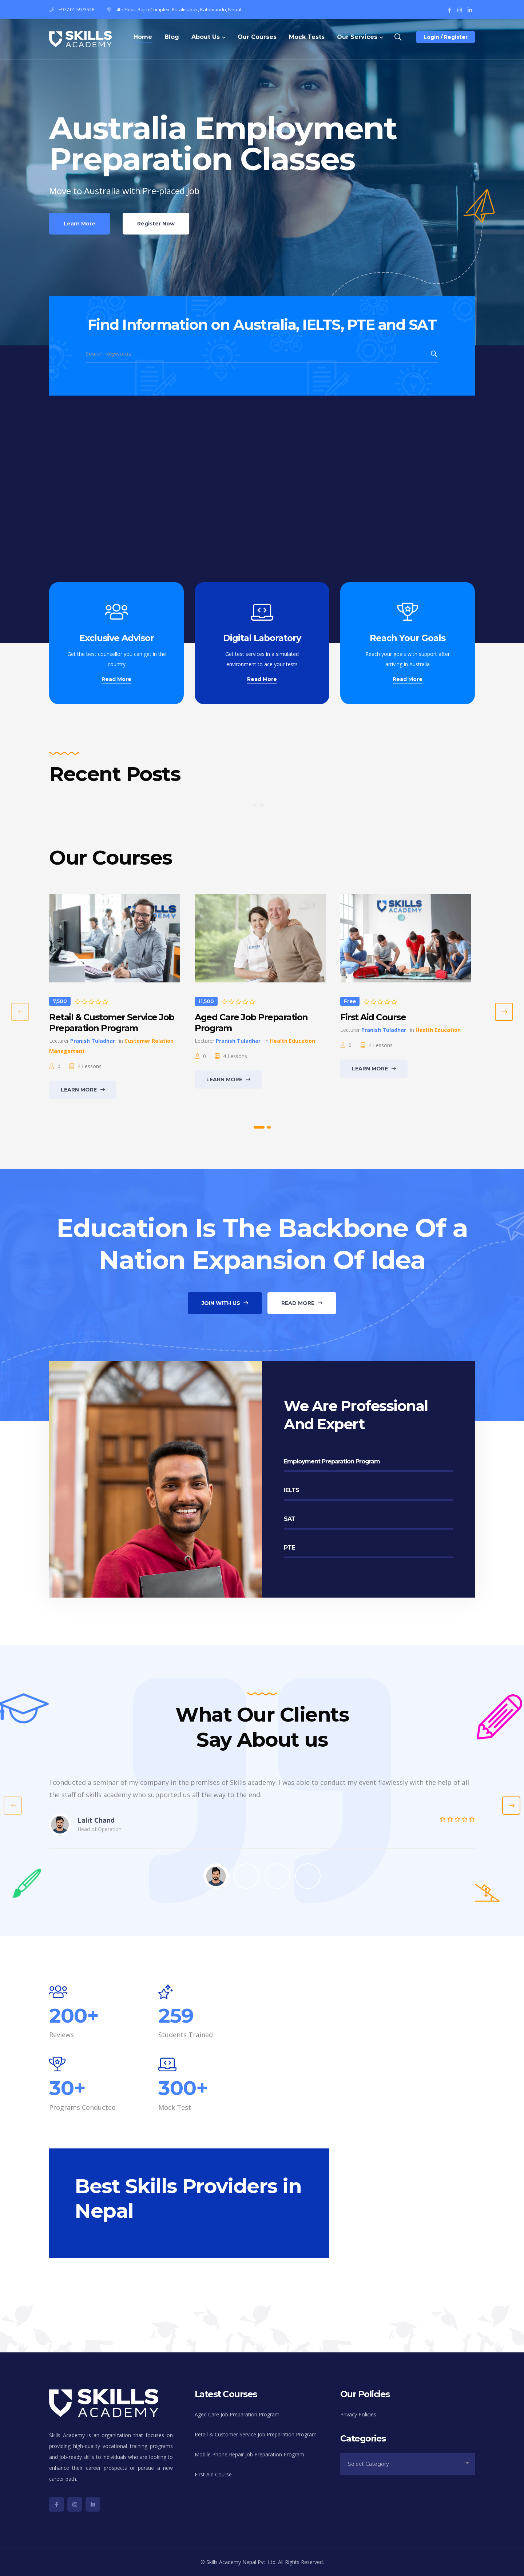 +977 01-5970528
4th Floor, Bajra Complex, Putalisadak, Kathmandu, Nepal
SKILLS
ACADEMY
Home
Blog
About Us
Our Courses
Mock Tests
Our Services
Login / Register
Australia Employment
Preparation Classes
Move to Australia with Pre-placed job
Learn More
Register Now
Find Information on Australia, IELTS, PTE and SAT
Search Keywords
Exclusive Advisor
Get the best counsellor you can get in the
country
Read More
Digital Laboratory
Get test services in a simulated
environment to ace your tests
Read More
Reach Your Goals
Reach your goals with support after
arriving in Australia
Read More
Recent Posts
Our Courses
SKILLS
ACADEMY
7,500
Retail & Customer Service Job
Preparation Program
Lecturer Pranish Tuladhar in Customer Relation
Management
0
4 Lessons
LEARN MORE
11,500
Aged Care Job Preparation
Program
Lecturer Pranish Tuladhar in Health Education
0
4 Lessons
LEARN MORE
SKILLS
ACADEMY
Free
First Aid Course
Lecturer Pranish Tuladhar in Health Education
8
4 Lessons
LEARN MORE
Education Is The Backbone Of a
Nation Expansion Of Idea
JOIN WITH US
READ MORE
We Are Professional
And Expert
Employment Preparation Program
IELTS
SAT
PTE
What Our Clients
Say About us
I conducted a seminar of my company in the premises of Skills academy. I was able to conduct my event flawlessly with the help of all
the staff of skills academy who supported us all the way to the end.
Lalit Chand
Head of Operation
200+
Reviews
259
Students Trained
30+
Programs Conducted
300+
Mock Test
Best Skills Providers in
Nepal
SKILLS
ACADEMY
Skills Academy is an organization that focuses on
providing high-quality vocational training programs
and job-ready skills to individuals who are looking to
enhance their career prospects or pursue a new
career path.
Latest Courses
Aged Care Job Preparation Program
Retail & Customer Service Job Preparation Program
Mobile Phone Repair Job Preparation Program
First Aid Course
Our Policies
Privacy Policies
Categories
Select Category
© Skills Academy Nepal Pvt. Ltd. All Rights Reserved.